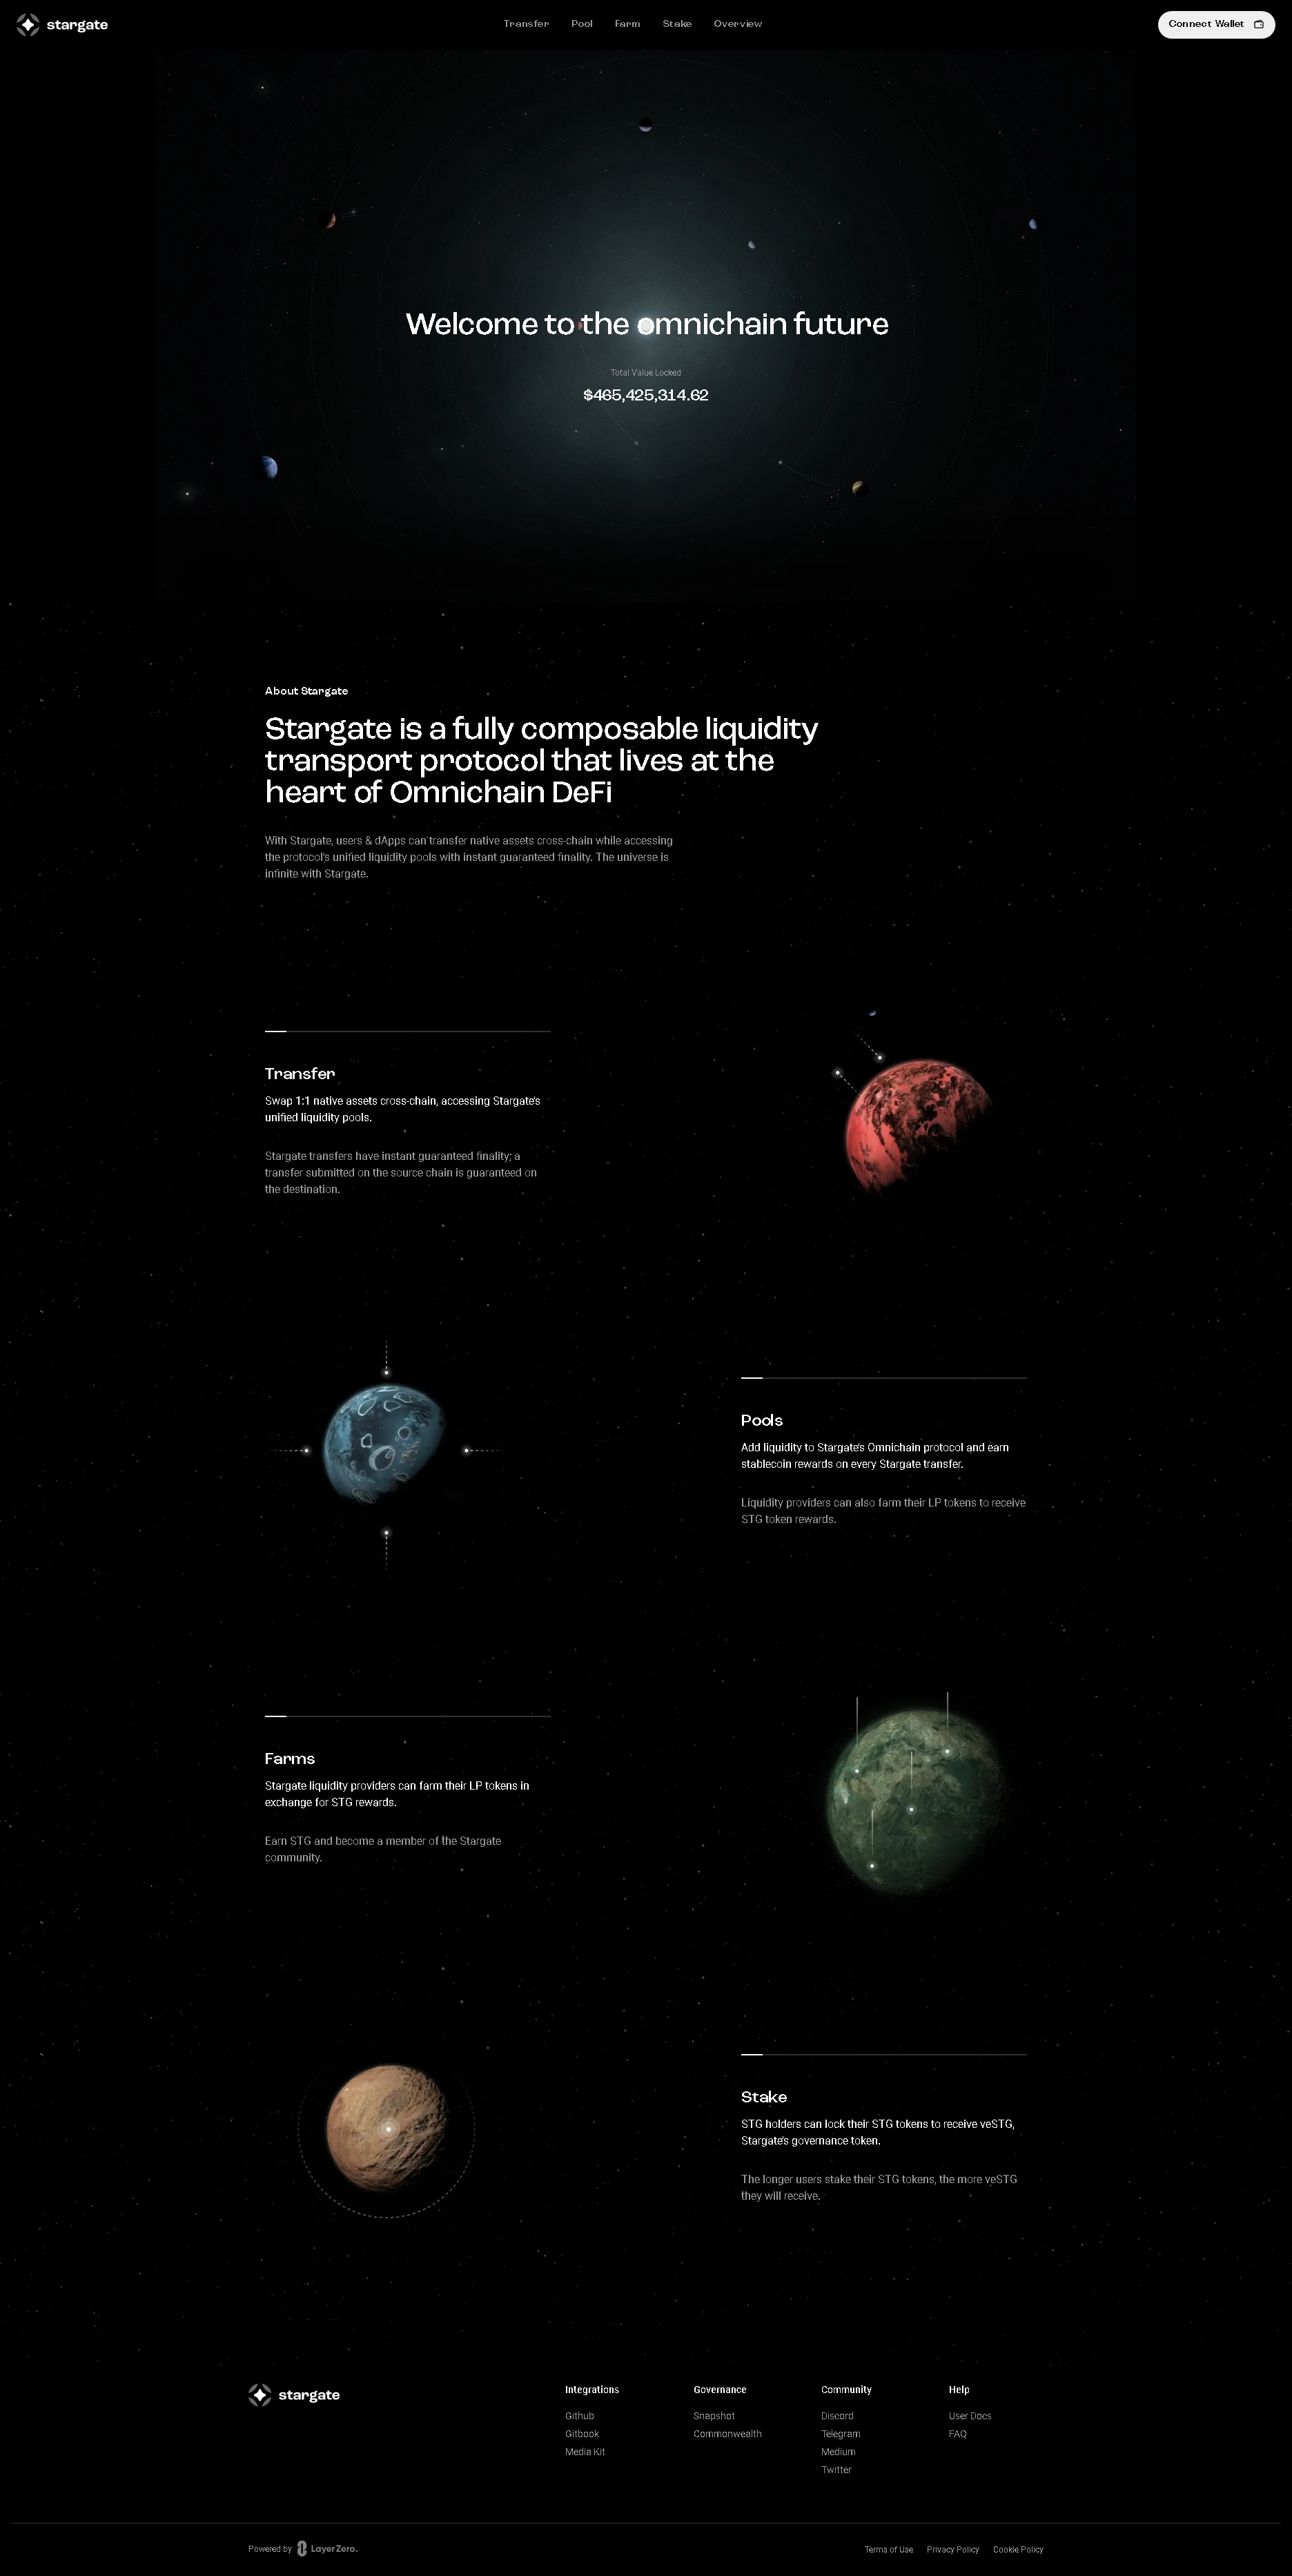 stargate
Transfer
Pool
Farm
Stake
Overview
Connect Wallet
Welcome to the omnichain future
Total Value Locked
$465,425,314.62
About Stargate
Stargate is a fully composable liquidity
transport protocol that lives at the
heart of Omnichain DeFi
With Stargate, users & dApps can transfer native assets cross-chain while accessing
the protocol's unified liquidity pools with instant guaranteed finality. The universe is
infinite with Stargate.
Transfer
Swap 1:1 native assets cross-chain, accessing Stargate's
unified liquidity pools.
Stargate transfers have instant guaranteed finality; a
transfer submitted on the source chain is guaranteed on
the destination.
Pools
Add liquidity to Stargate's Omnichain protocol and earn
stablecoin rewards on every Stargate transfer.
Liquidity providers can also farm their LP tokens to receive
STG token rewards.
Farms
Stargate liquidity providers can farm their LP tokens in
exchange for STG rewards.
Earn STG and become a member of the Stargate
community.
Stake
STG holders can lock their STG tokens to receive veSTG,
Stargate's governance token.
The longer users stake their STG tokens, the more veSTG
they will receive.
stargate
Integrations
Github
Gitbook
Media Kit
Governance
Snapshot
Commonwealth
Community
Discord
Telegram
Medium
Twitter
Help
User Docs
FAQ
Powered by LayerZero.
Terms of Use
Privacy Policy
Cookie Policy